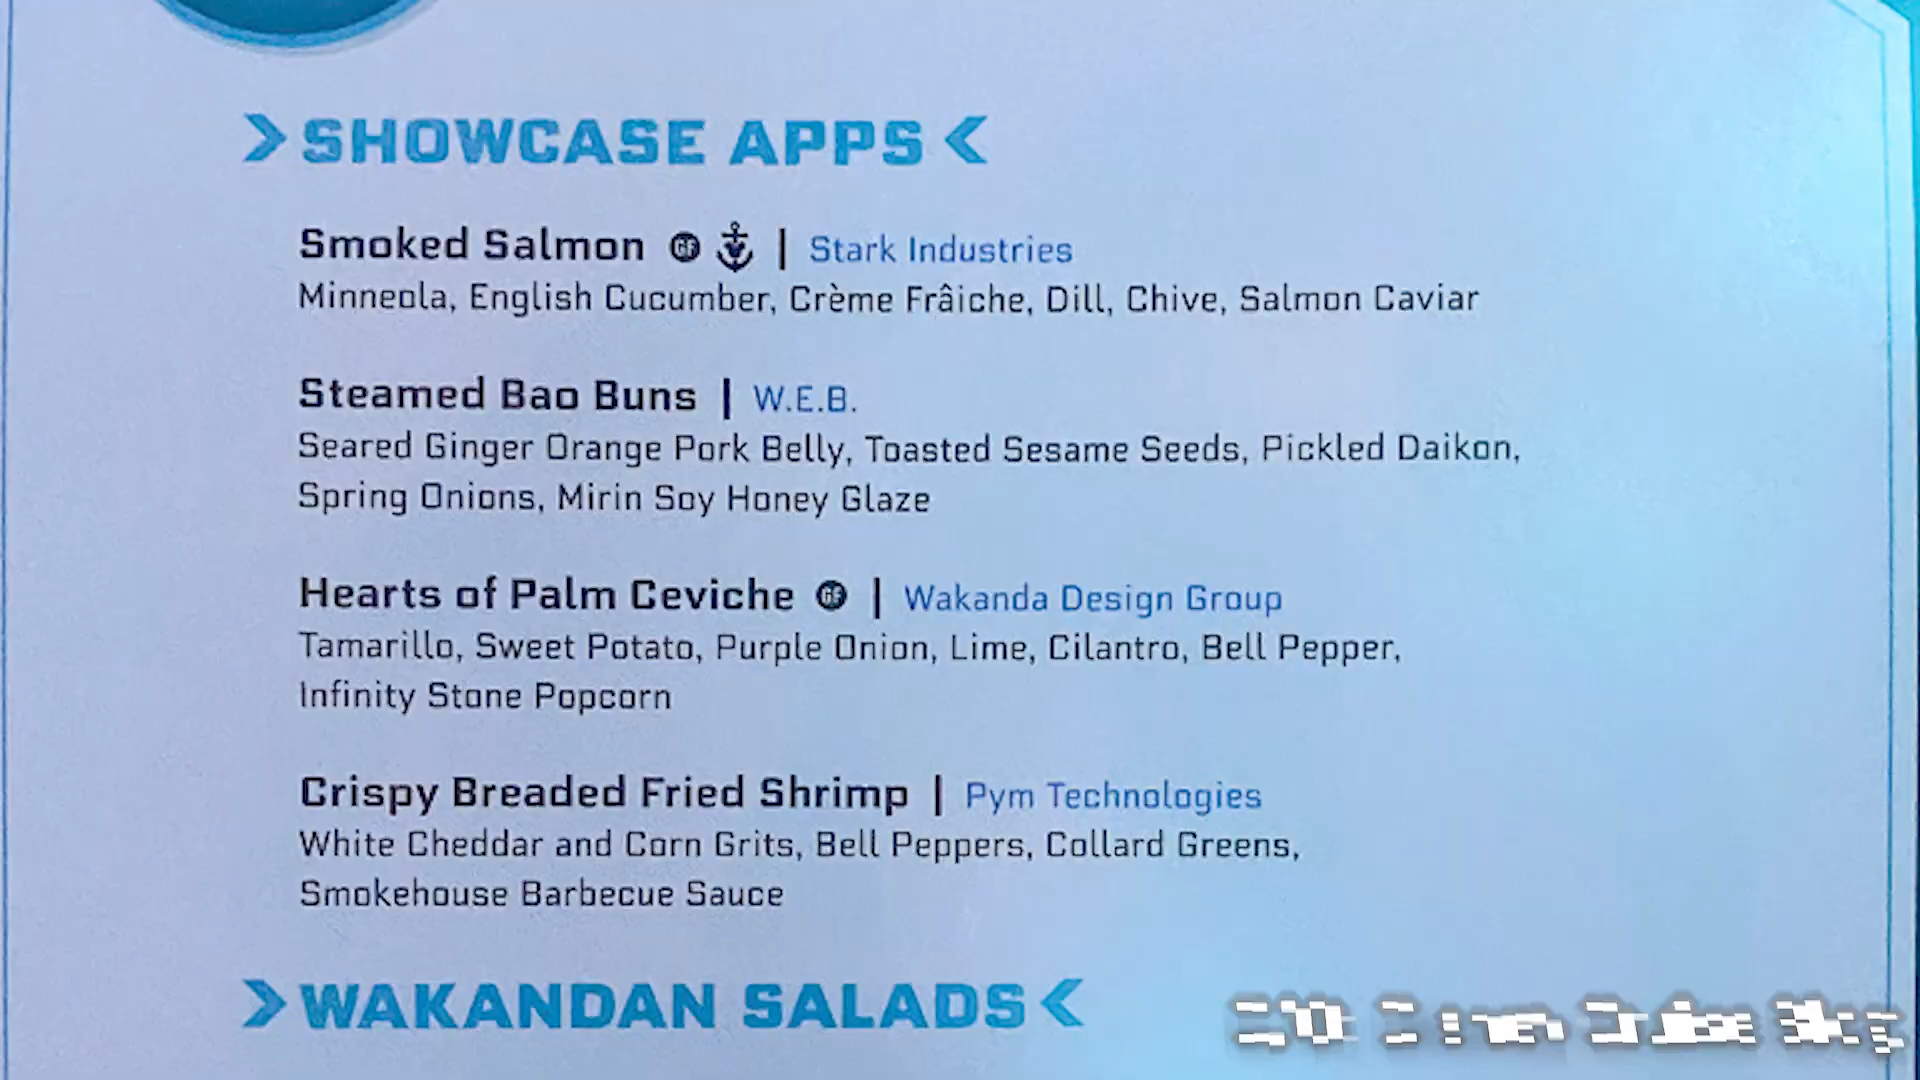 SHOWCASE APPS
Smoked Salmon GF | Stark Industries
Minneola, English Cucumber, Crème Frâiche, Dill, Chive, Salmon Caviar
Steamed Bao Buns | W.E.B.
Seared Ginger Orange Pork Belly, Toasted Sesame Seeds, Pickled Daikon,
Spring Onions, Mirin Soy Honey Glaze
Hearts of Palm Ceviche GF | Wakanda Design Group
Tamarillo, Sweet Potato, Purple Onion, Lime, Cilantro, Bell Pepper,
Infinity Stone Popcorn
Crispy Breaded Fried Shrimp | Pym Technologies
White Cheddar and Corn Grits, Bell Peppers, Collard Greens,
Smokehouse Barbecue Sauce
WAKANDAN SALADS